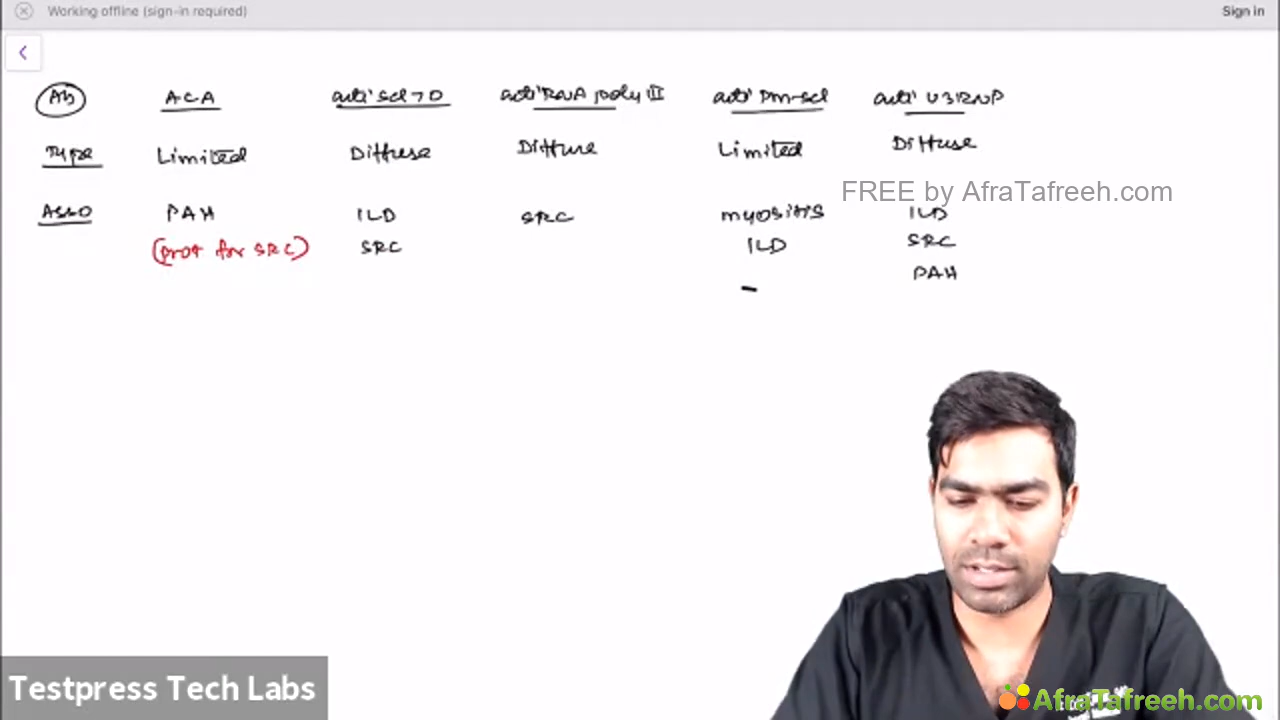 Working offline (sign-in required) Sign in
Ab ACA anti Scl 70 anti RNA poly III anti Pm-scl anti U3RNP
Type Limited Diffuse Diffuse Limited Diffuse
FREE by AfraTafreeh.com
Asso PAH ILD SRC myositis ILD
(prot for SRC) SRC ILD SRC
PAH
Testpress Tech Labs
AfraTafreeh.com